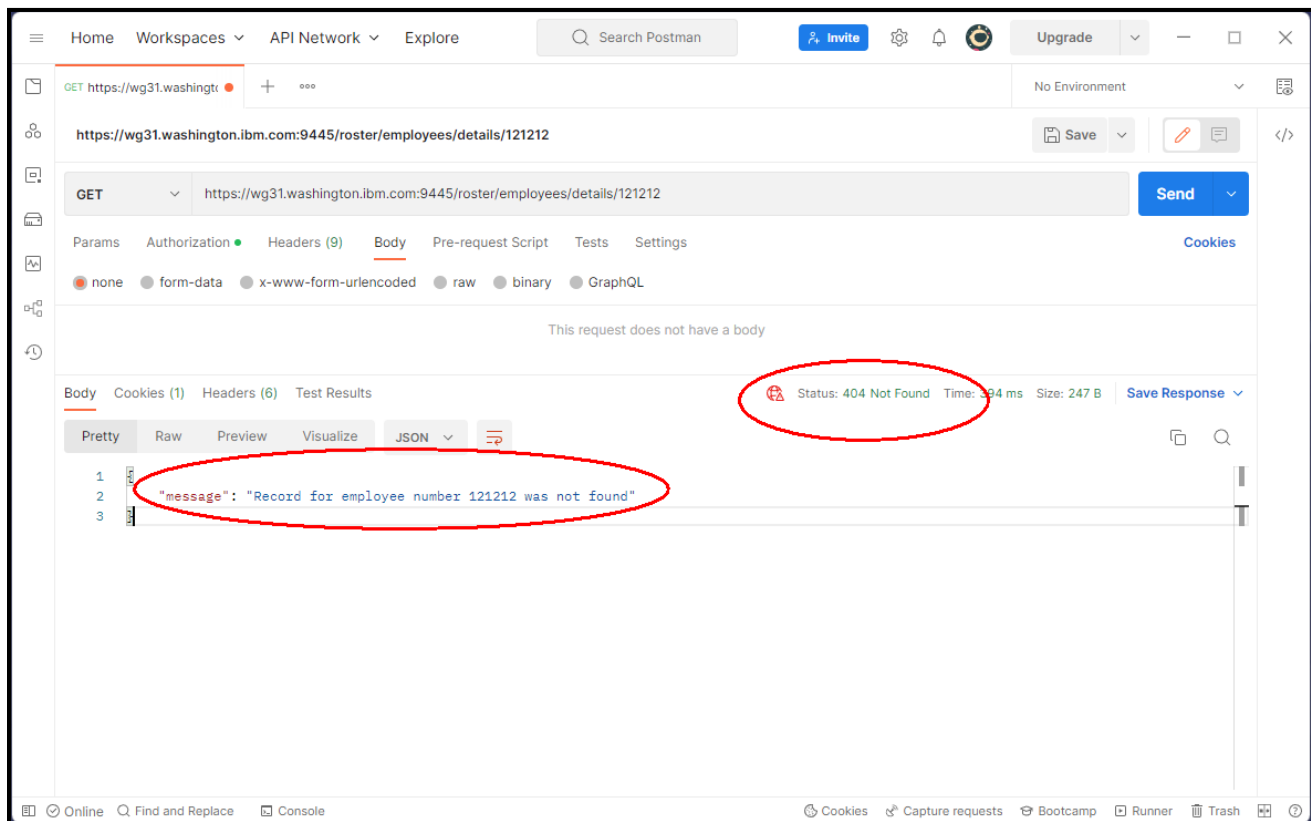 Home Workspaces API Network Explore Search Postman Invite Upgrade
GET https://wg31.washingt ooo No Environment
https://wg31.washington.ibm.com:9445/roster/employees/details/121212 Save </>
GET https://wg31.washington.ibm.com:9445/roster/employees/details/121212 Send
Params Authorization Headers (9) Body Pre-request Script Tests Settings Cookies
none form-data x-www-form-urlencoded raw binary GraphQL
This request does not have a body
Body Cookies (1) Headers (6) Test Results Status: 404 Not Found Time: 394 ms Size: 247 B Save Response
Pretty Raw Preview Visualize JSON
1 {
2 "message": "Record for employee number 121212 was not found"
3 }
Online Find and Replace Console Cookies Capture requests Bootcamp Runner Trash